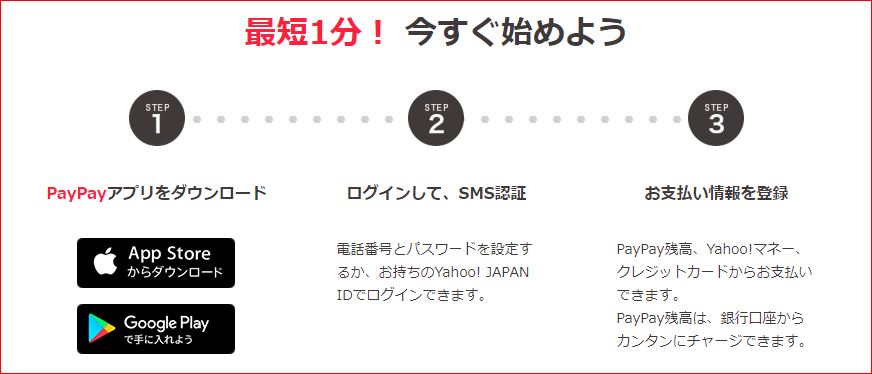 最短1分！ 今すぐ始めよう
STEP
1
STEP
2
STEP
3
PayPayアプリをダウンロード
App Store
からダウンロード
Google Play
で手に入れよう
ログインして、SMS認証
電話番号とパスワードを設定す
るか、お持ちのYahoo! JAPAN
IDでログインできます。
お支払い情報を登録
PayPay残高、Yahoo!マネー、
クレジットカードからお支払い
できます。
PayPay残高は、銀行口座から
カンタンにチャージできます。